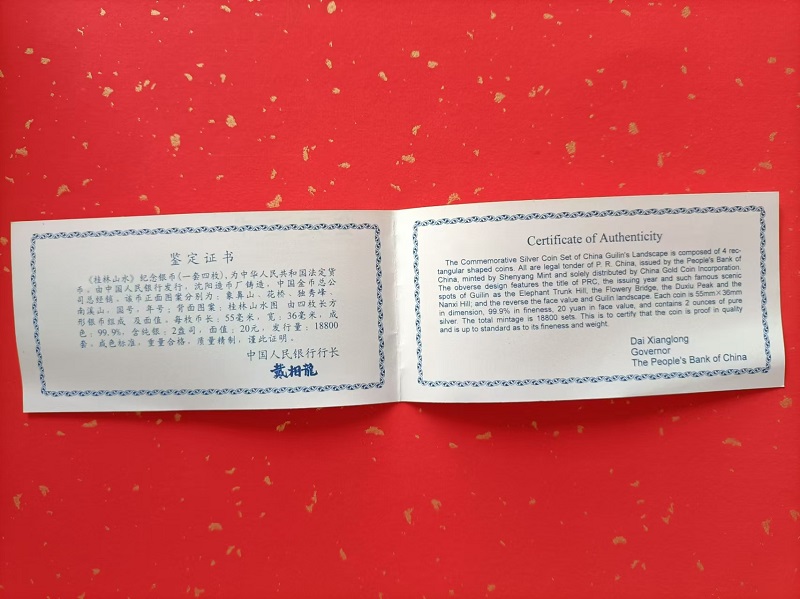 鉴定证书
《桂林山水》纪念银币(一套四枚),为中华人民共和国法定货
币。由中国人民银行发行,沈阳造币厂铸造,中国金币总公
司总经销。该币正面图案分别为:象鼻山、花桥、独秀峰、
南溪山,国号,年号;背面图案:桂林山水图 由四枚长方
形银币组成 及面值。每枚币长:55毫米,宽:36毫米,成
色:99.9%,含纯银:2盎司,面值:20元,发行量:18800
套。成色标准,重量合格,质量精制,谨此证明。
中国人民银行行长
戴相龍
Certificate of Authenticity
The Commemorative Silver Coin Set of China Guilin's Landscape is composed of 4 rec-
tangular shaped coins. All are legal tonder of P. R. China, issued by the People's Bank of
China, minted by Shenyang Mint and solely distributed by China Gold Coin Incorporation.
The obverse design features the title of PRC, the issuing year and such famous scenic
spots of Guilin as the Elephant Trunk Hill, the Flowery Bridge, the Duxiu Peak and the
Nanxi Hill; and the reverse the face value and Guilin landscape. Each coin is 55mm×36mm
in dimension, 99.9% in fineness, 20 yuan in face value, and contains 2 ounces of pure
silver. The total mintage is 18800 sets. This is to certify that the coin is proof in quality
and is up to standard as to its fineness and weight.
Dai Xianglong
Governor
The People's Bank of China